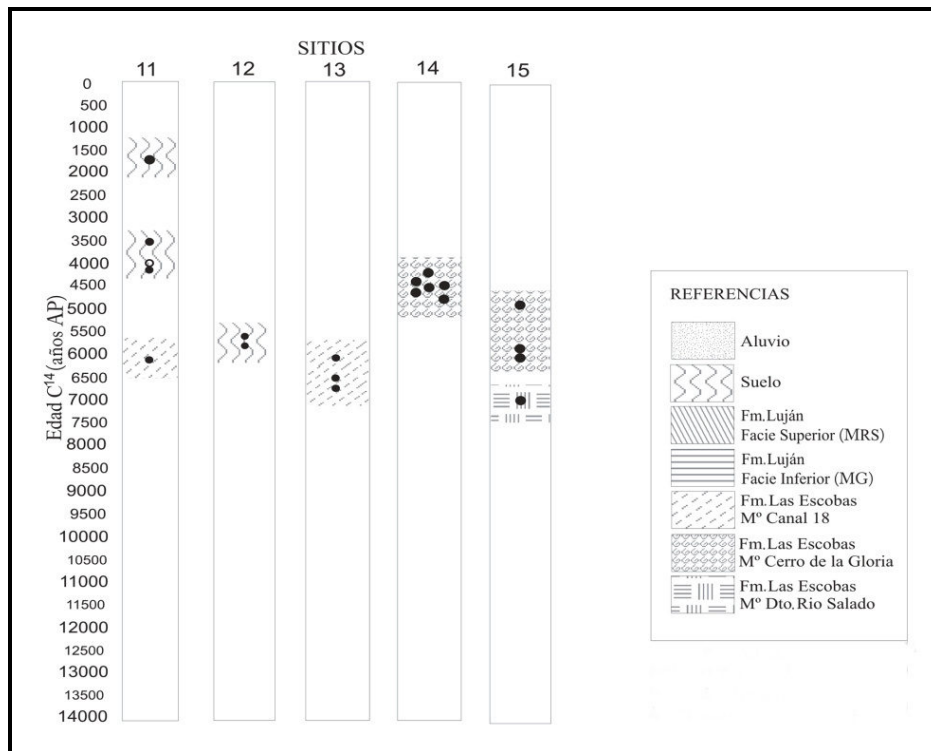 SITIOS
11 12 13 14 15
0
500
1000
1500
2000
2500
3000
3500
4000
4500
5000
5500
6000
6500
7000
7500
8000
8500
9000
9500
10000
10500
11000
11500
12000
12500
13000
13500
14000
Edad C¹⁴ (años AP)
REFERENCIAS
Aluvio
Suelo
Fm.Luján
Facie Superior (MRS)
Fm.Luján
Facie Inferior (MG)
Fm.Las Escobas
Mº Canal 18
Fm.Las Escobas
Mº Cerro de la Gloria
Fm.Las Escobas
Mº Dto.Rio Salado